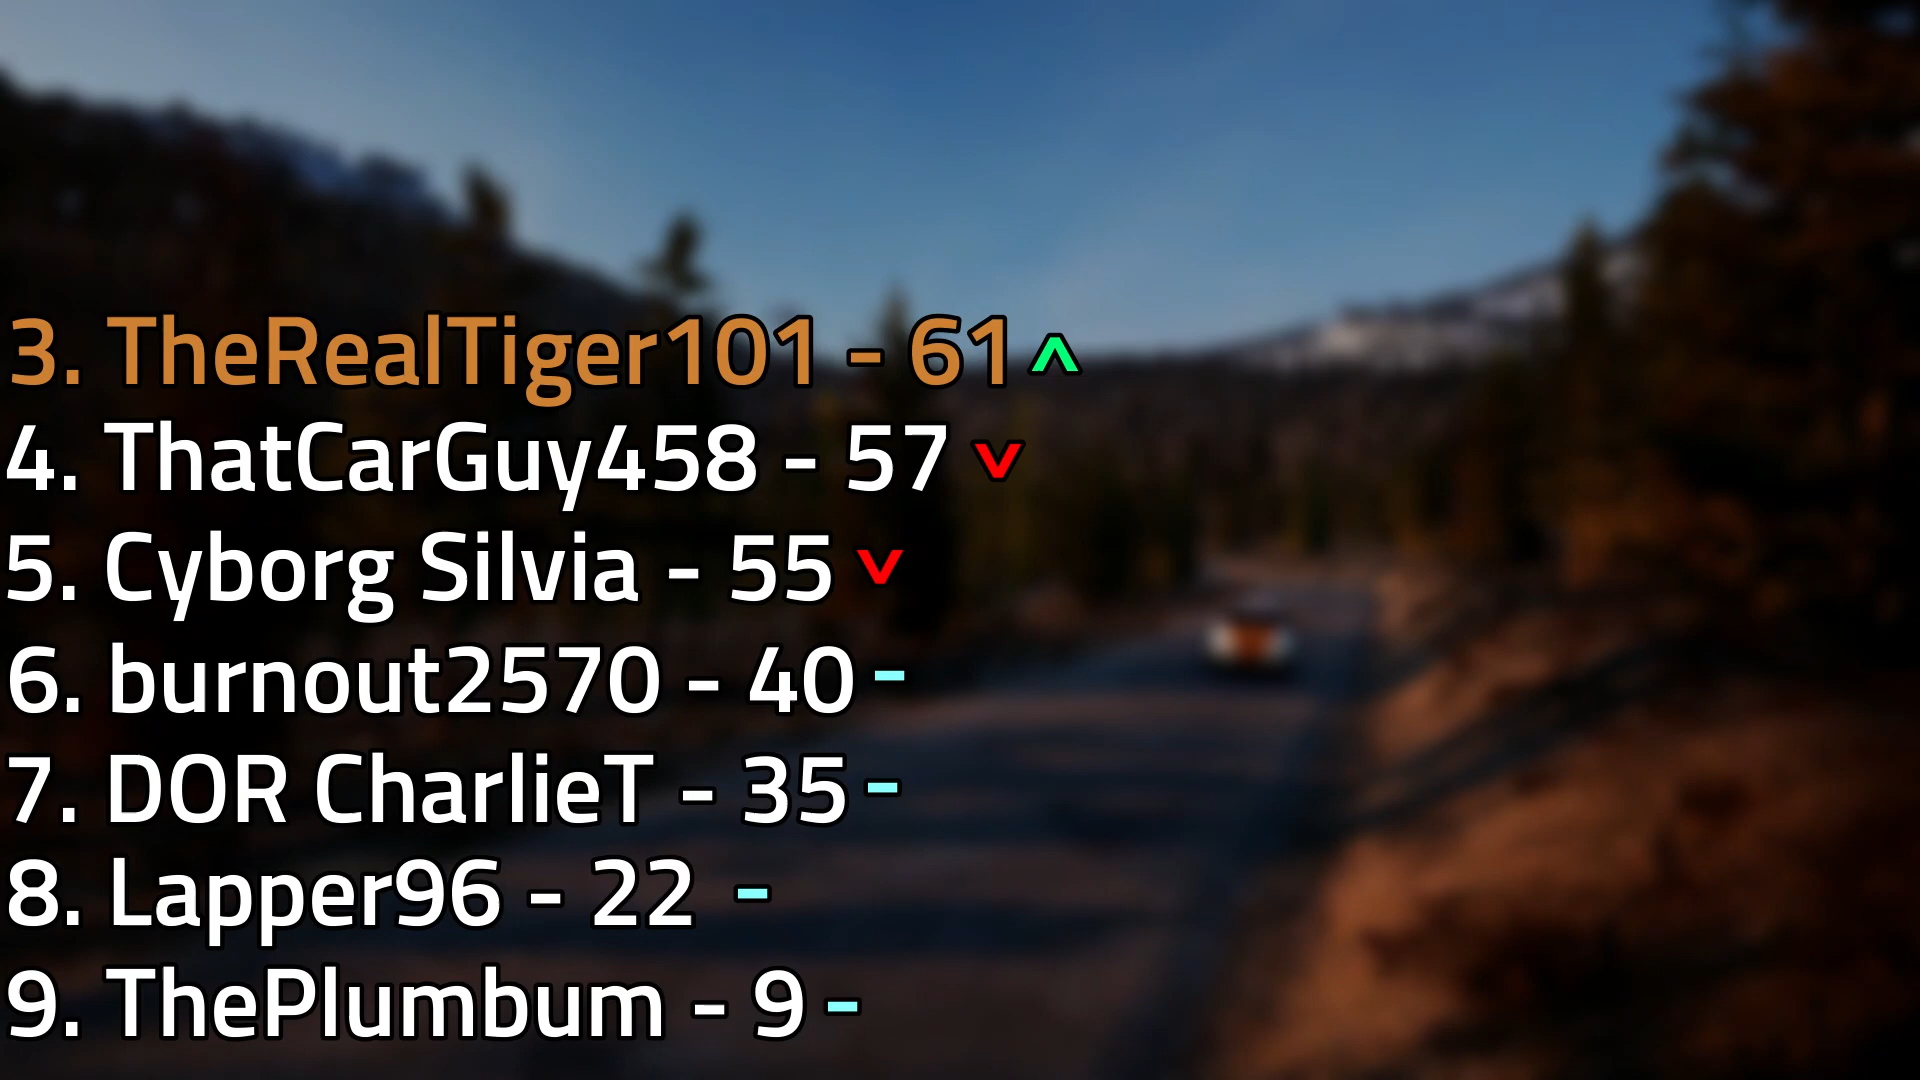 3. TheRealTiger101 - 61 ^
4. ThatCarGuy458 - 57 v
5. Cyborg Silvia - 55 v
6. burnout2570 - 40 -
7. DOR CharlieT - 35 -
8. Lapper96 - 22 -
9. ThePlumbum - 9 -